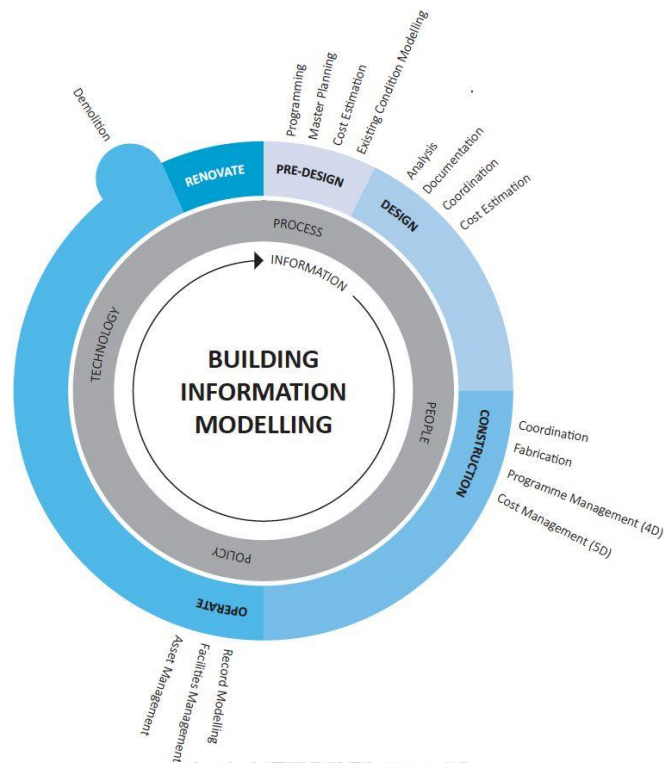 Demolition
RENOVATE
Programming
Master Planning
Cost Estimation
Existing Condition Modelling
PRE-DESIGN
Analysis
Documentation
Coordination
Cost Estimation
DESIGN
PROCESS
INFORMATION
TECHNOLOGY
BUILDING
INFORMATION
MODELLING
PEOPLE
CONSTRUCTION
Coordination
Fabrication
Programme Management (4D)
Cost Management (5D)
POLICY
OPERATE
Record Modelling
Facilities Management
Asset Management